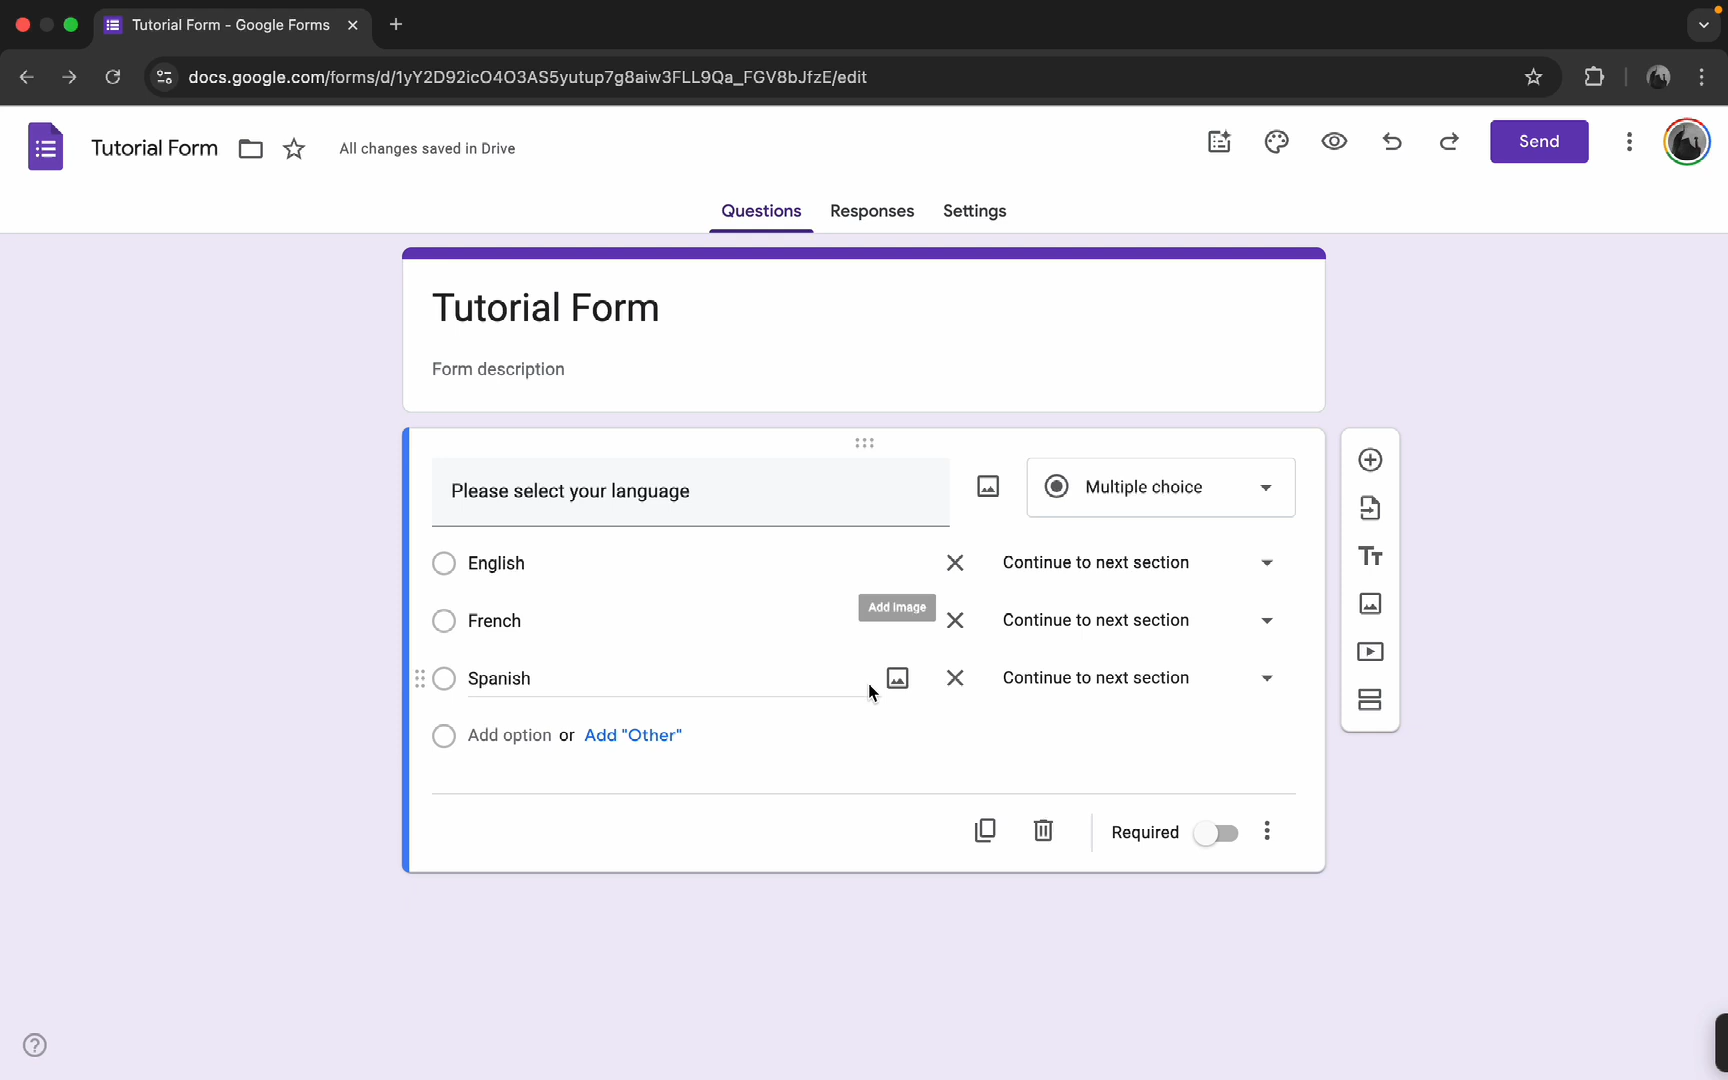 Tutorial Form - Google Forms
docs.google.com/forms/d/1yY2D92icO4O3AS5yutup7g8aiw3FLL9Qa_FGV8bJfzE/edit
Tutorial Form
All changes saved in Drive
Send
Questions
Responses
Settings
Tutorial Form
Form description
Please select your language
Multiple choice
English
Continue to next section
Add image
French
Continue to next section
Spanish
Continue to next section
Add option or Add "Other"
Required